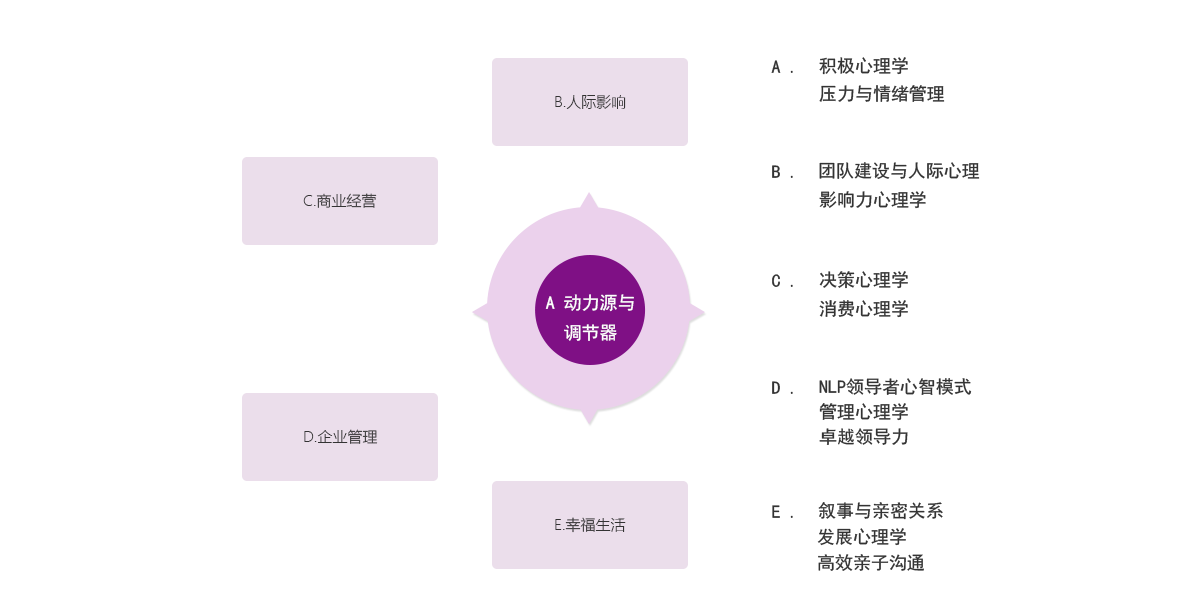 B.人际影响
C.商业经营
A 动力源与
调节器
D.企业管理
E.幸福生活
A . 积极心理学
压力与情绪管理
B . 团队建设与人际心理
影响力心理学
C . 决策心理学
消费心理学
D . NLP领导者心智模式
管理心理学
卓越领导力
E . 叙事与亲密关系
发展心理学
高效亲子沟通